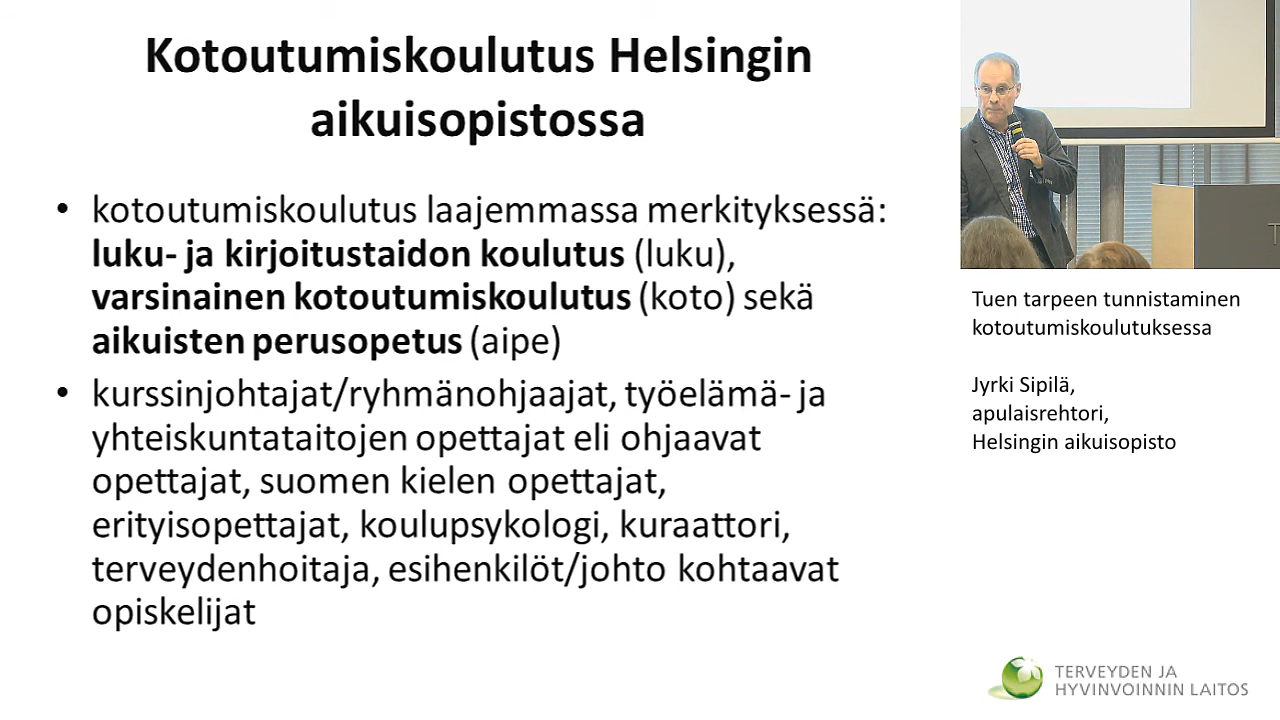 Kotoutumiskoulutus Helsingin
aikuisopistossa
• kotoutumiskoulutus laajemmassa merkityksessä:
luku- ja kirjoitustaidon koulutus (luku),
varsinainen kotoutumiskoulutus (koto) sekä
aikuisten perusopetus (aipe)
• kurssinjohtajat/ryhmänohjaajat, työelämä- ja
yhteiskuntataitojen opettajat eli ohjaavat
opettajat, suomen kielen opettajat,
erityisopettajat, koulupsykologi, kuraattori,
terveydenhoitaja, esihenkilöt/johto kohtaavat
opiskelijat
Tuen tarpeen tunnistaminen
kotoutumiskoulutuksessa
Jyrki Sipilä,
apulaisrehtori,
Helsingin aikuisopisto
TERVEYDEN JA
HYVINVOINNIN LAITOS